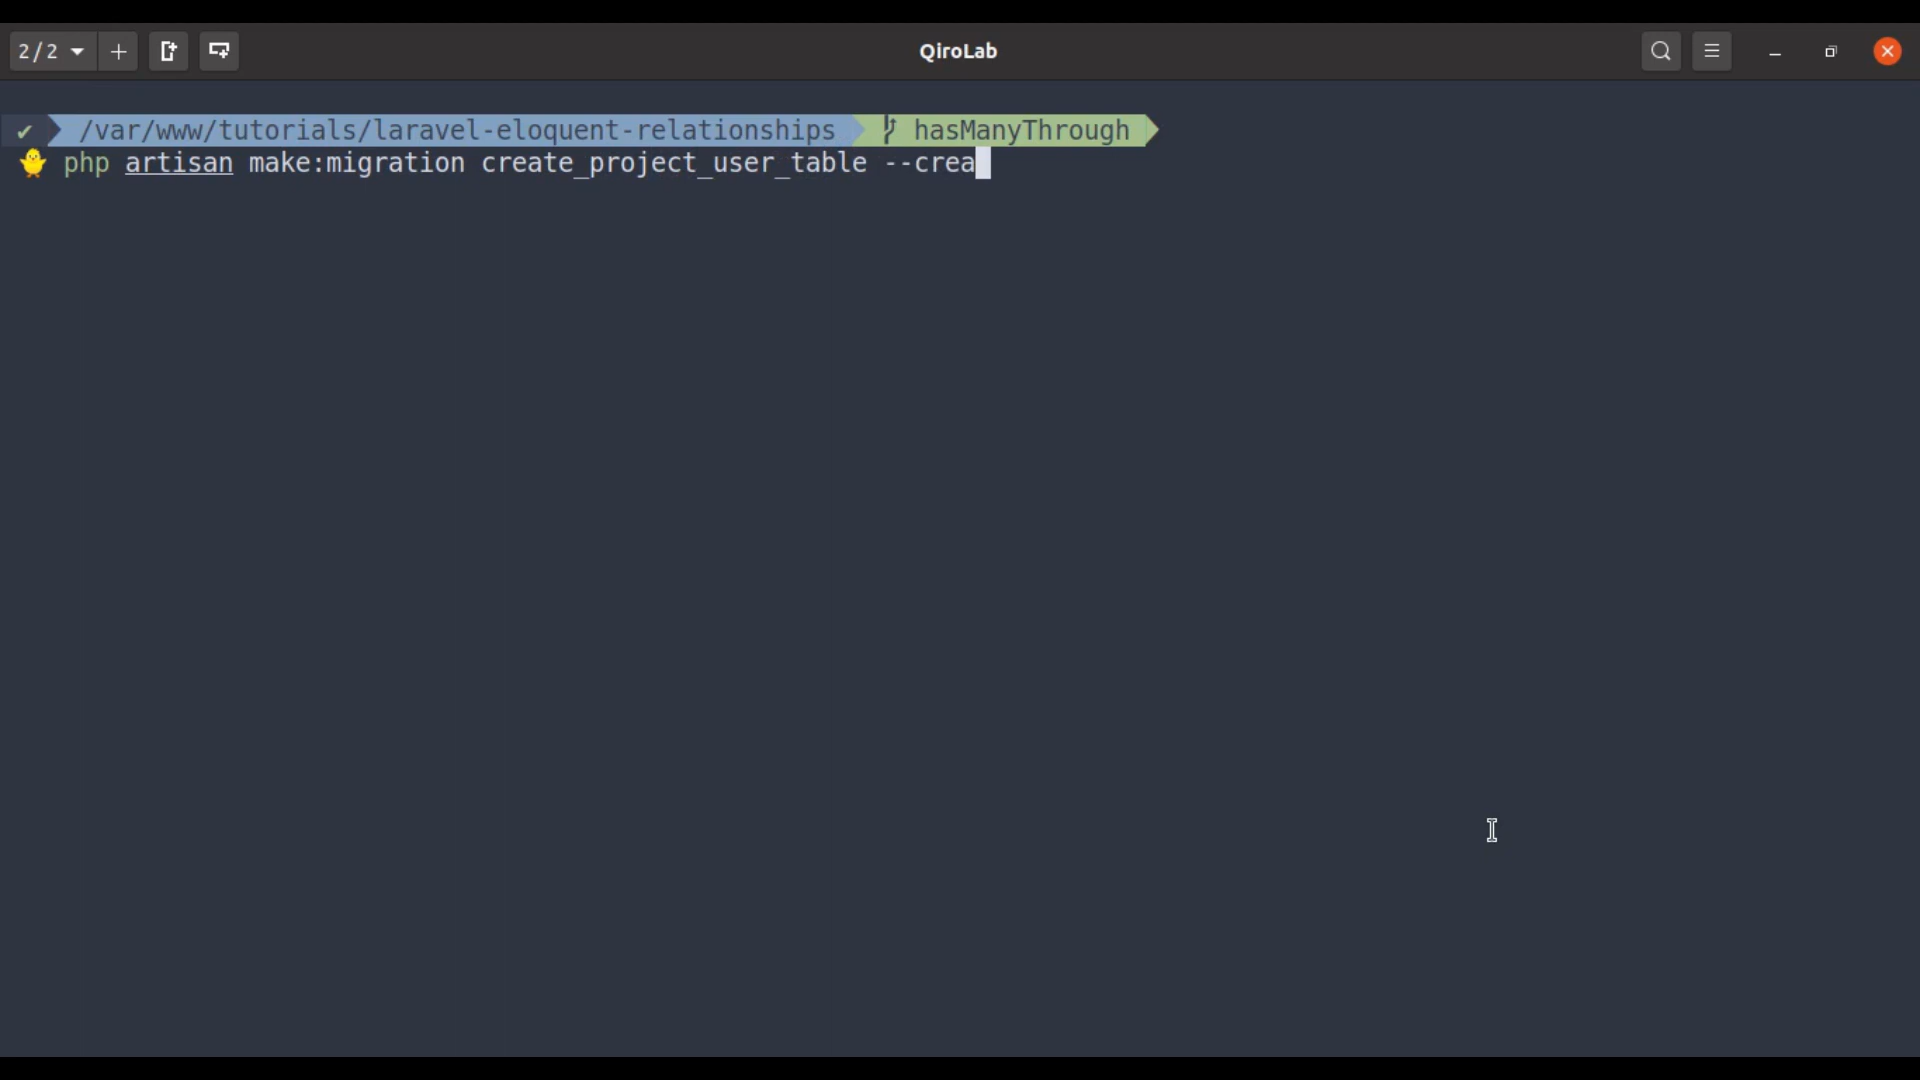 2/2
QiroLab
✔ /var/www/tutorials/laravel-eloquent-relationships hasManyThrough
🐥 php artisan make:migration create_project_user_table --crea